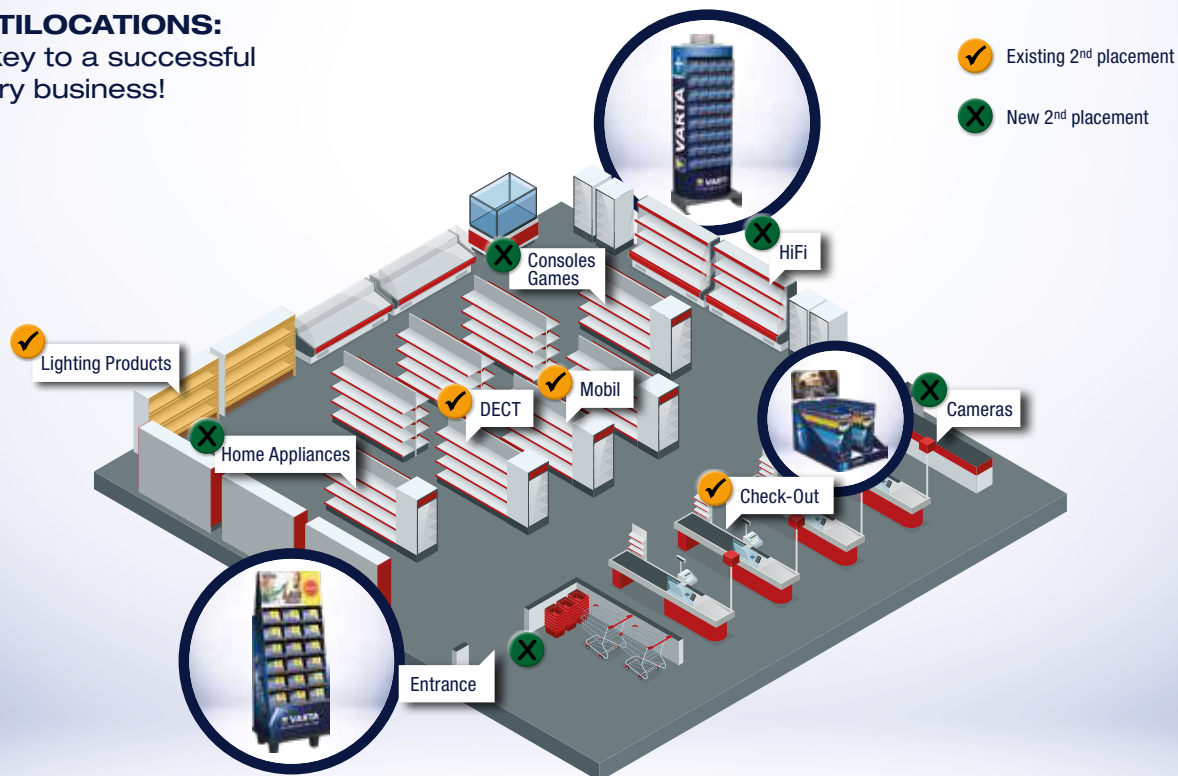 TILOCATIONS:
key to a successful
ry business!
Existing 2nd placement
New 2nd placement
VARTA
VARTA
HiFi
Consoles
Games
Lighting Products
Mobil
DECT
Cameras
Home Appliances
Check-Out
Entrance
VARTA